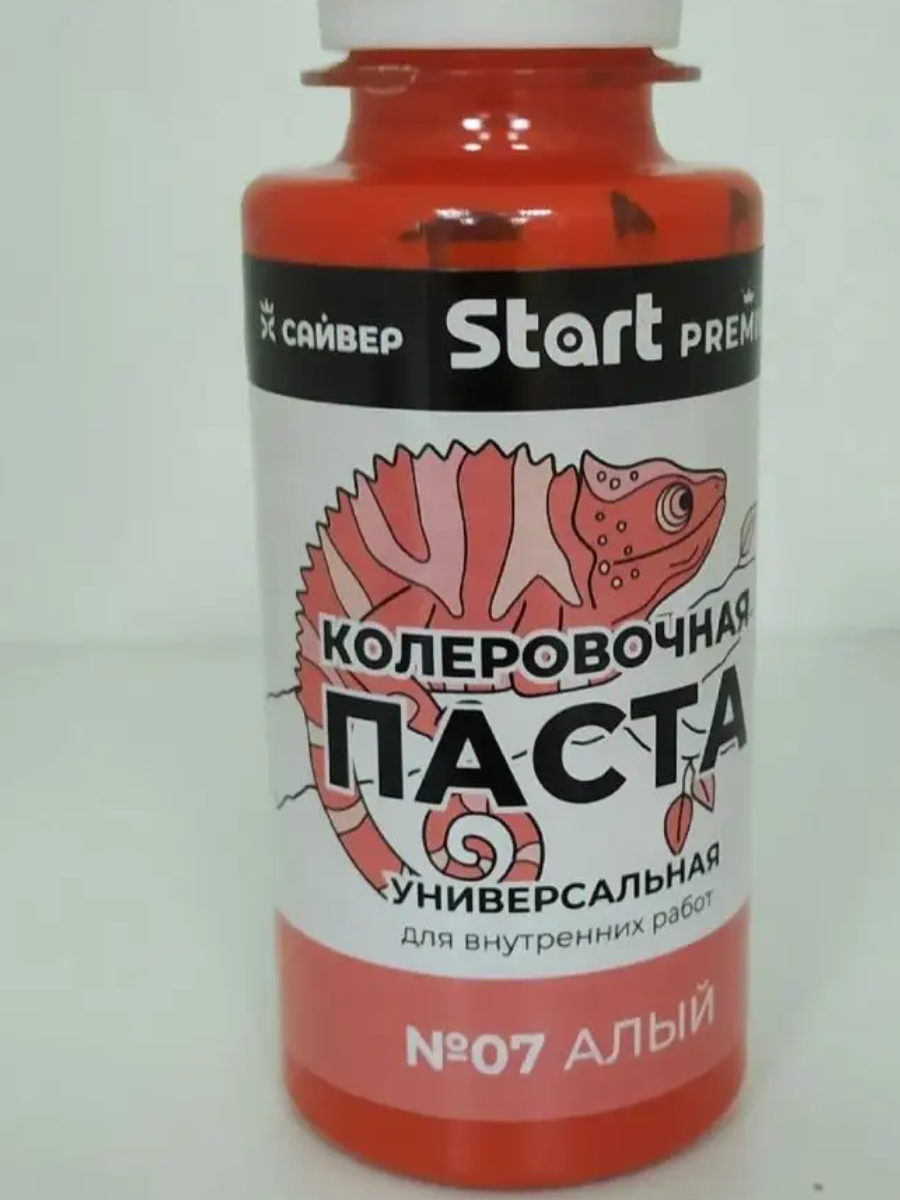 САЙВЕР Start
КОЛЕРОВОЧНАЯ
ПАСТА
УНИВЕРСАЛЬНАЯ
для внутренних работ
№07 АЛЫЙ